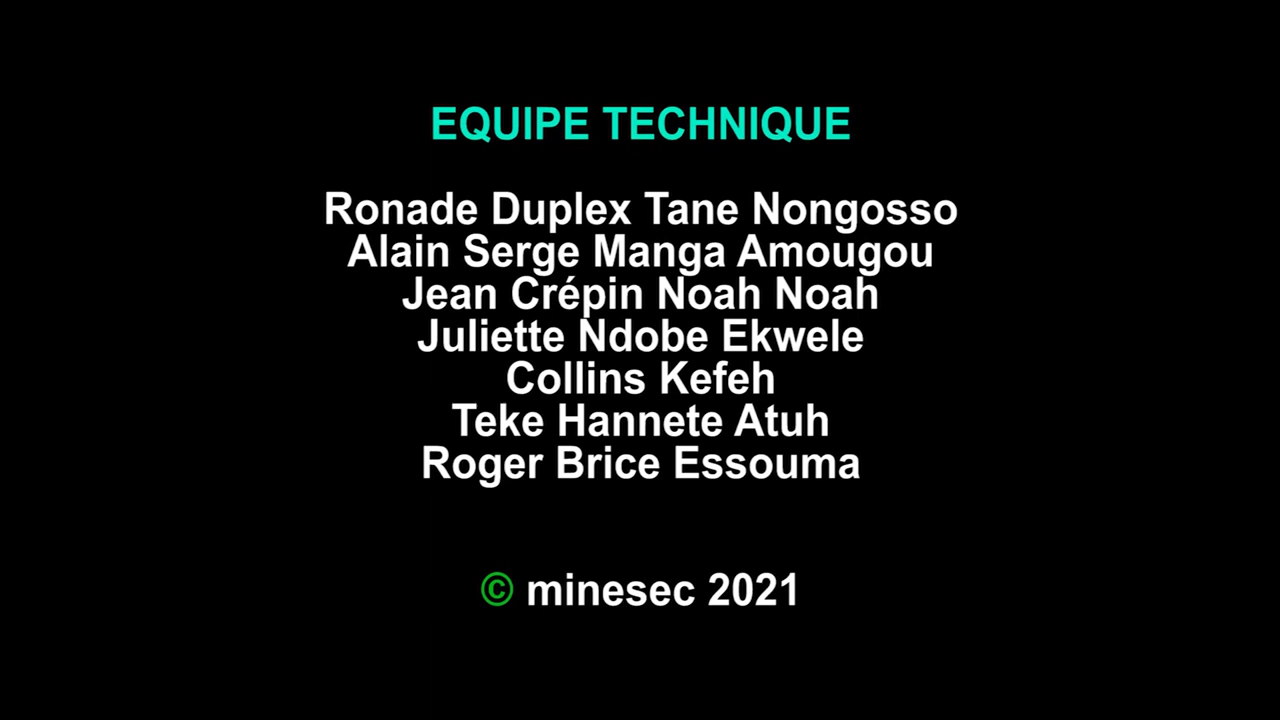 EQUIPE TECHNIQUE
Ronade Duplex Tane Nongosso
Alain Serge Manga Amougou
Jean Crépin Noah Noah
Juliette Ndobe Ekwele
Collins Kefeh
Teke Hannete Atuh
Roger Brice Essouma
© minesec 2021